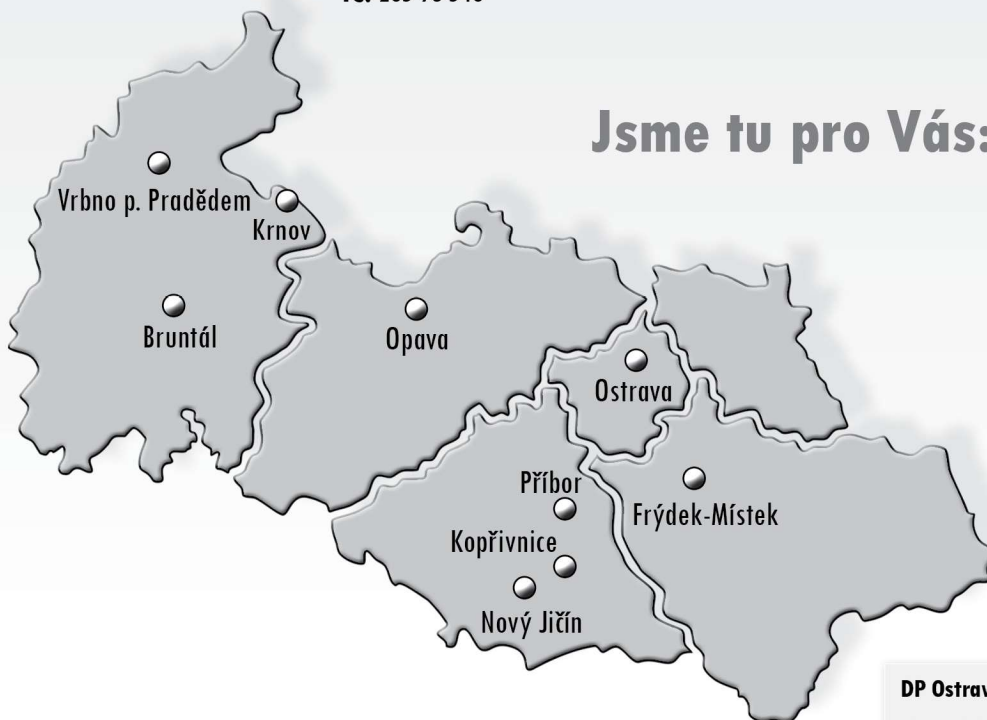 Jsme tu pro Vás:
Vrbno p. Pradědem
Krnov
Bruntál
Opava
Ostrava
Příbor
Frýdek-Místek
Kopřivnice
Nový Jičín
DP Ostrav